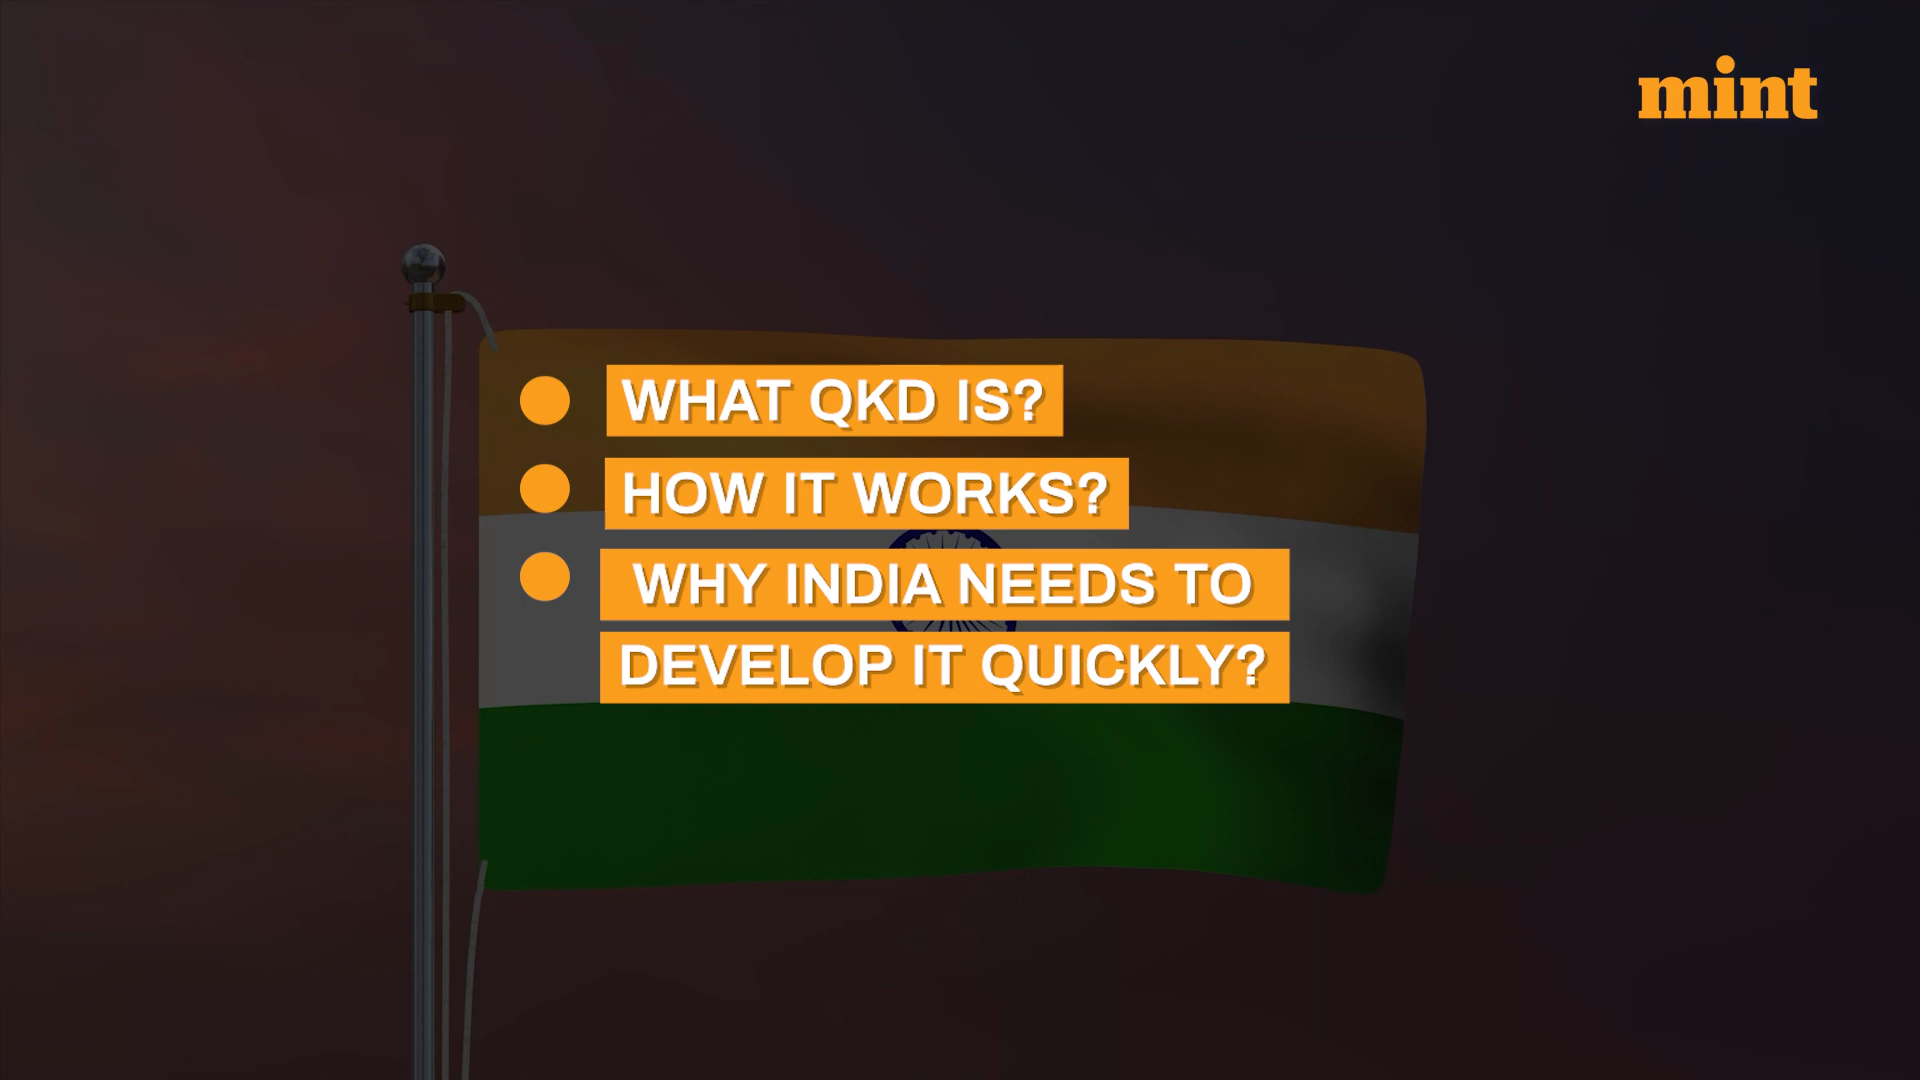 mint
WHAT QKD IS?
HOW IT WORKS?
WHY INDIA NEEDS TO
DEVELOP IT QUICKLY?